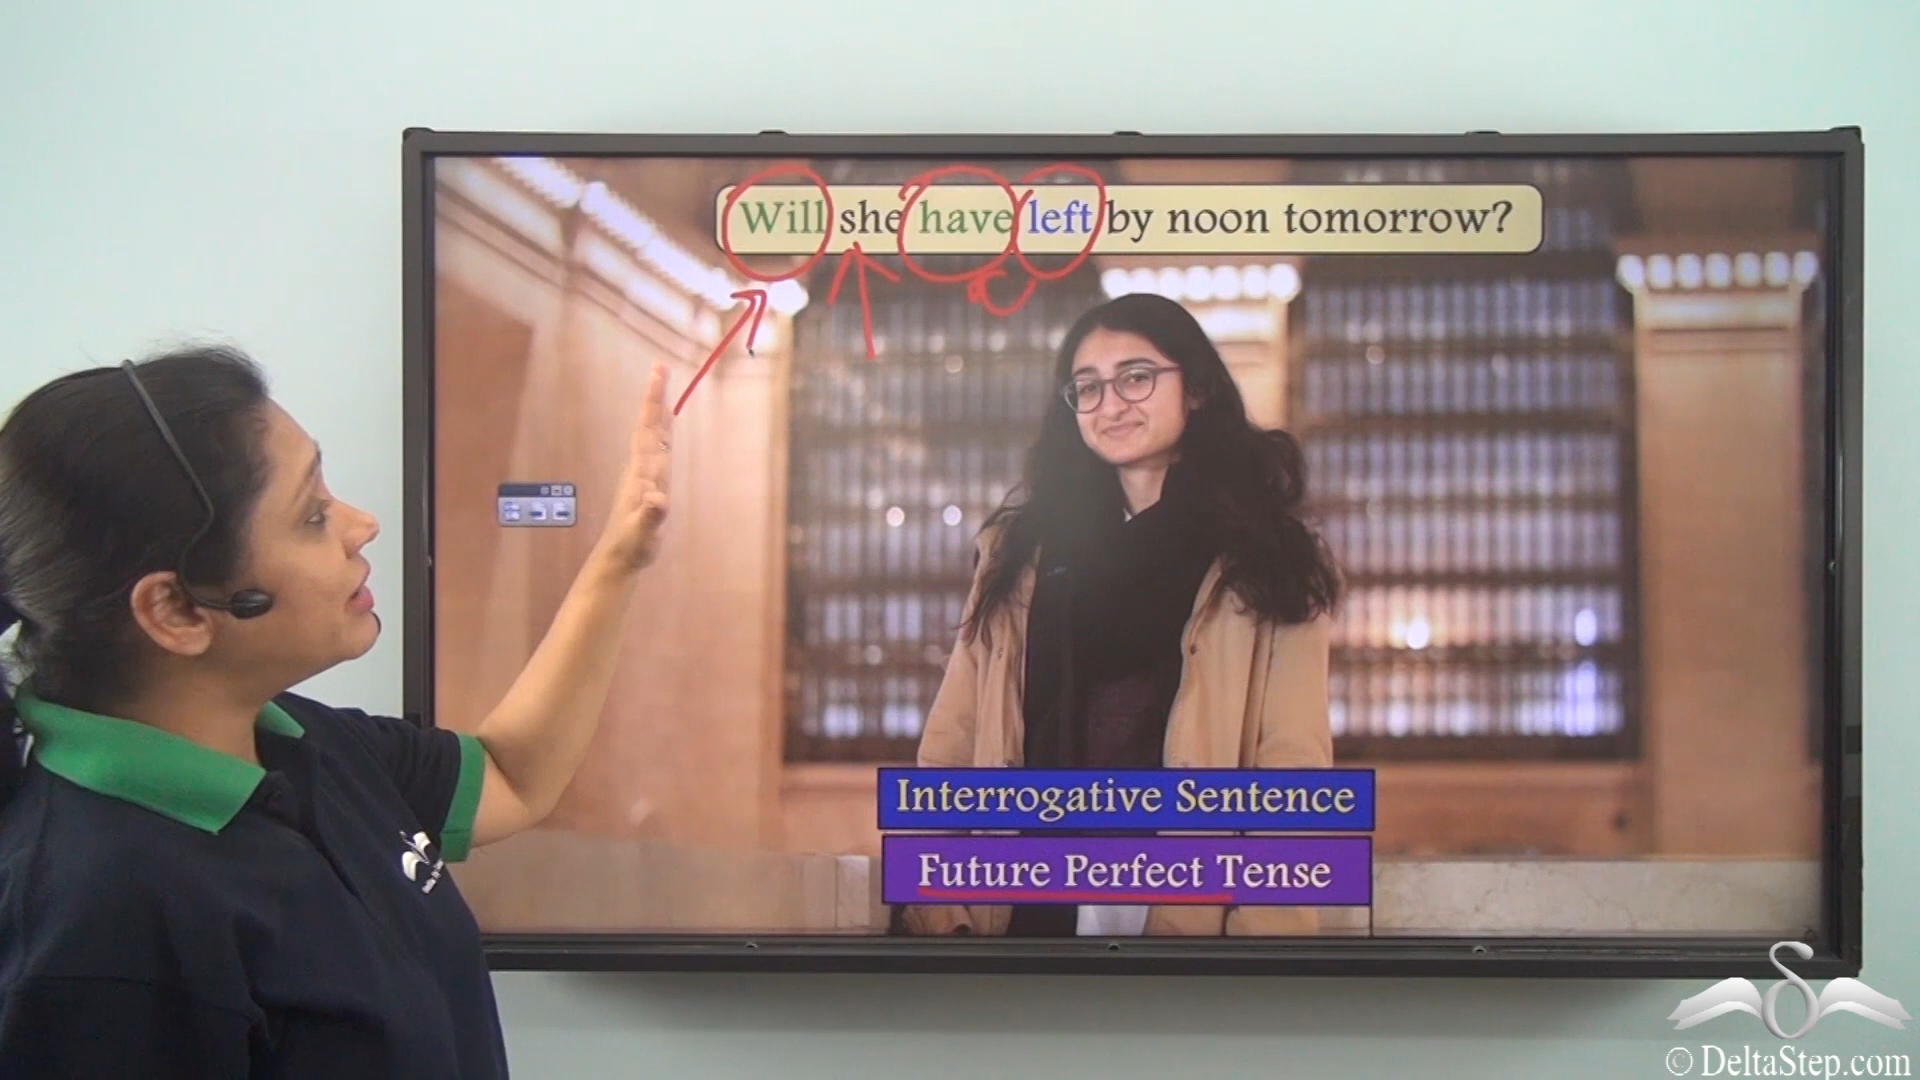 Will she have left by noon tomorrow?
Interrogative Sentence
Future Perfect Tense
© DeltaStep.com